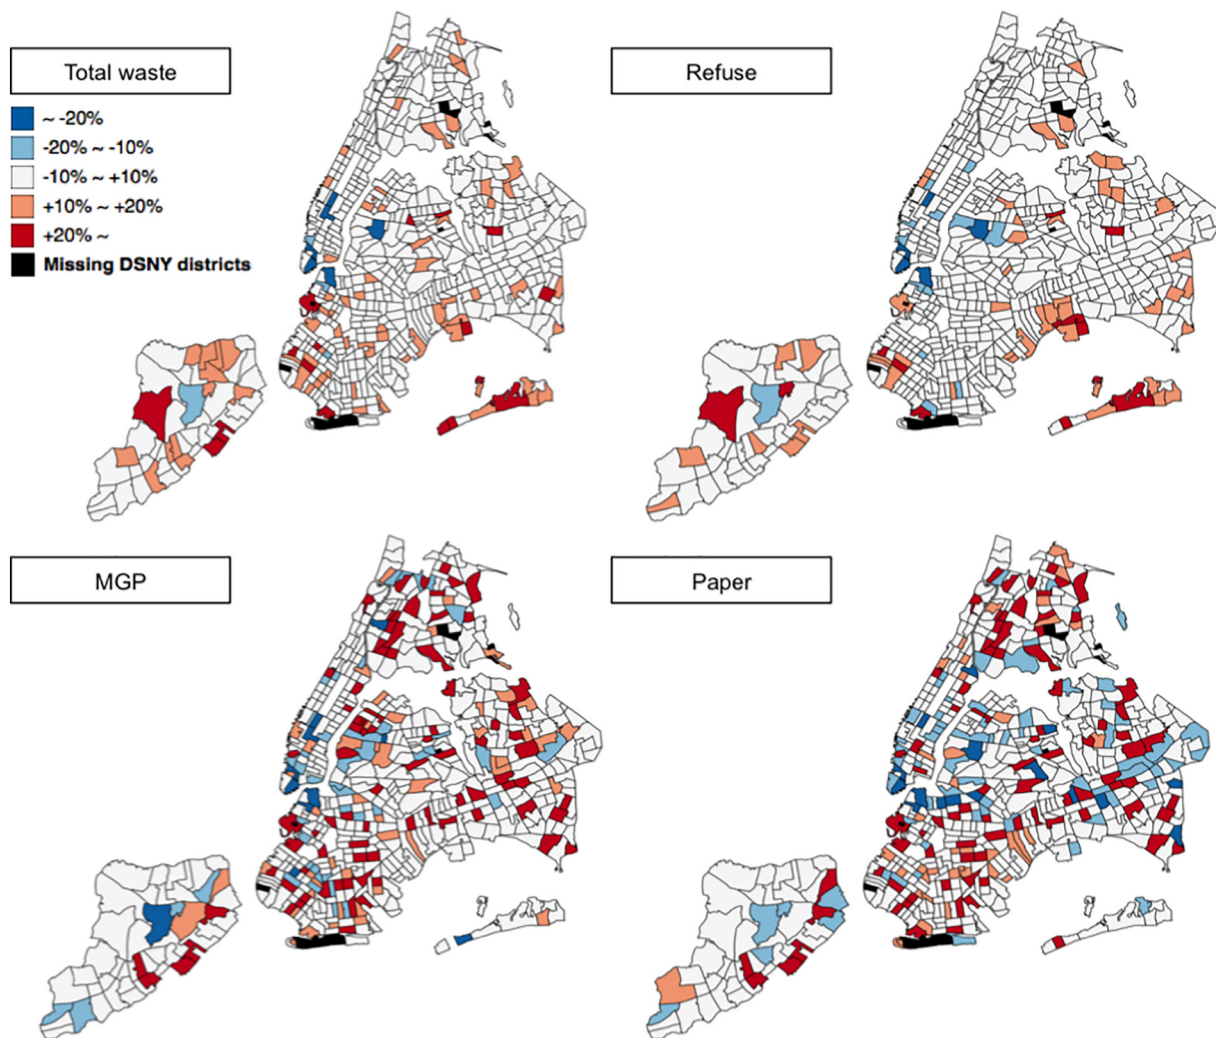 Total waste
Refuse
~ -20%
-20% ~ -10%
-10% ~ +10%
+10% ~ +20%
+20% ~
Missing DSNY districts
MGP
Paper